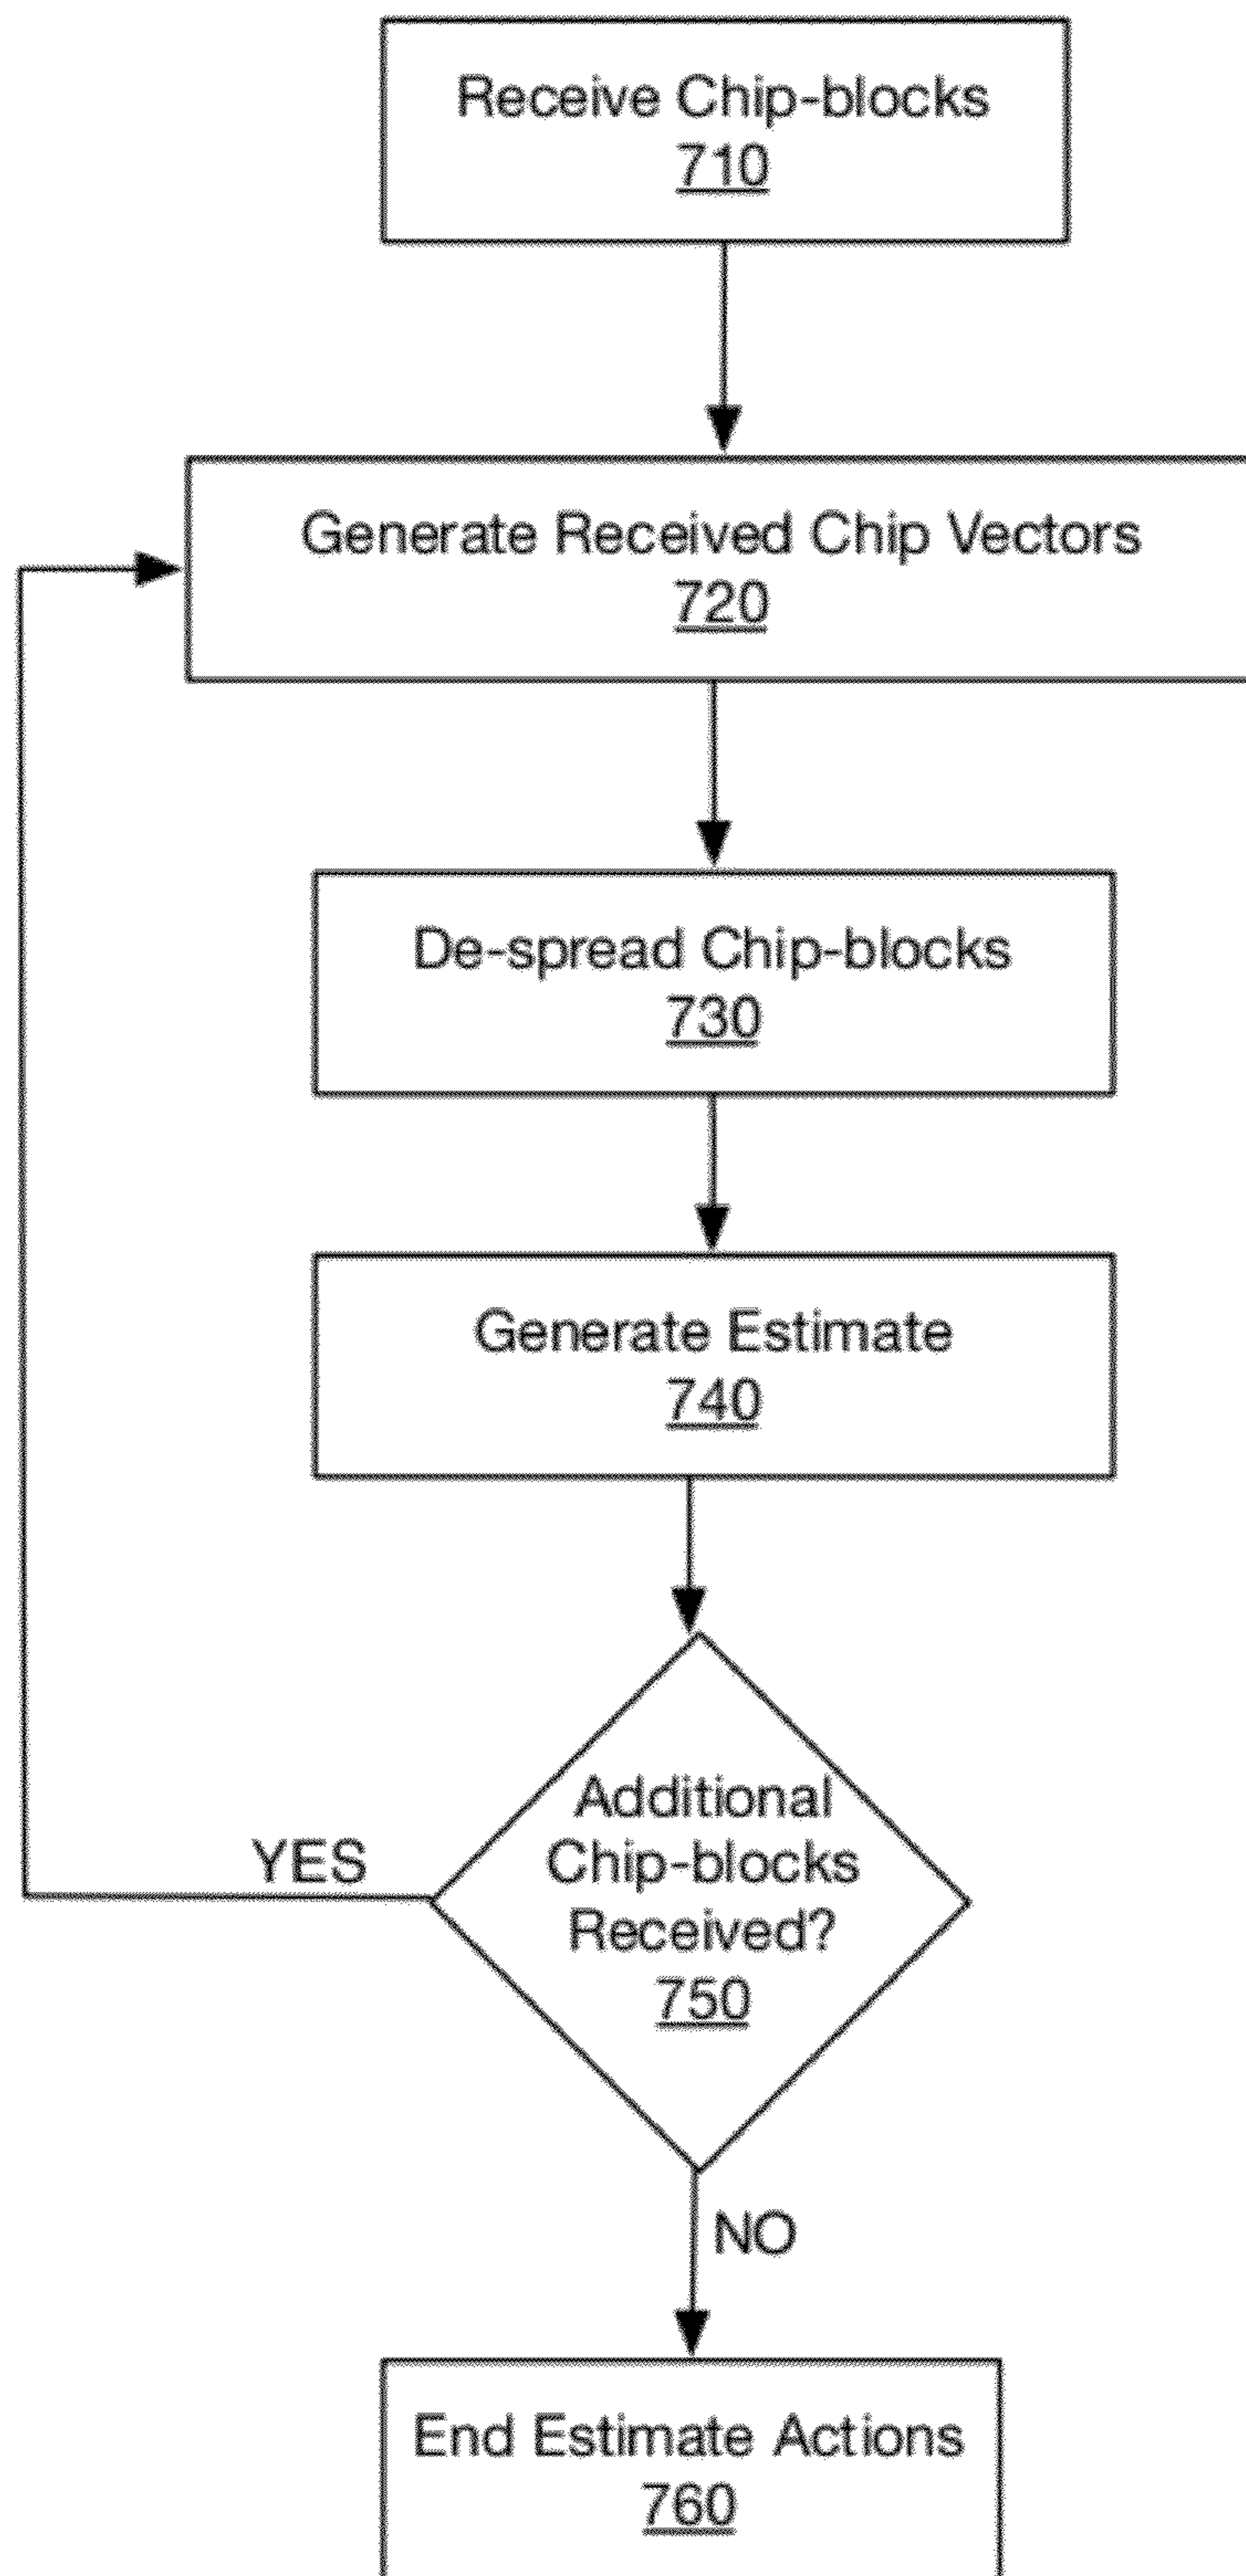 Receive Chip-blocks
710
Generate Received Chip Vectors
720
De-spread Chip-blocks
730
Generate Estimate
740
Additional
Chip-blocks
Received?
750
YES
NO
End Estimate Actions
760